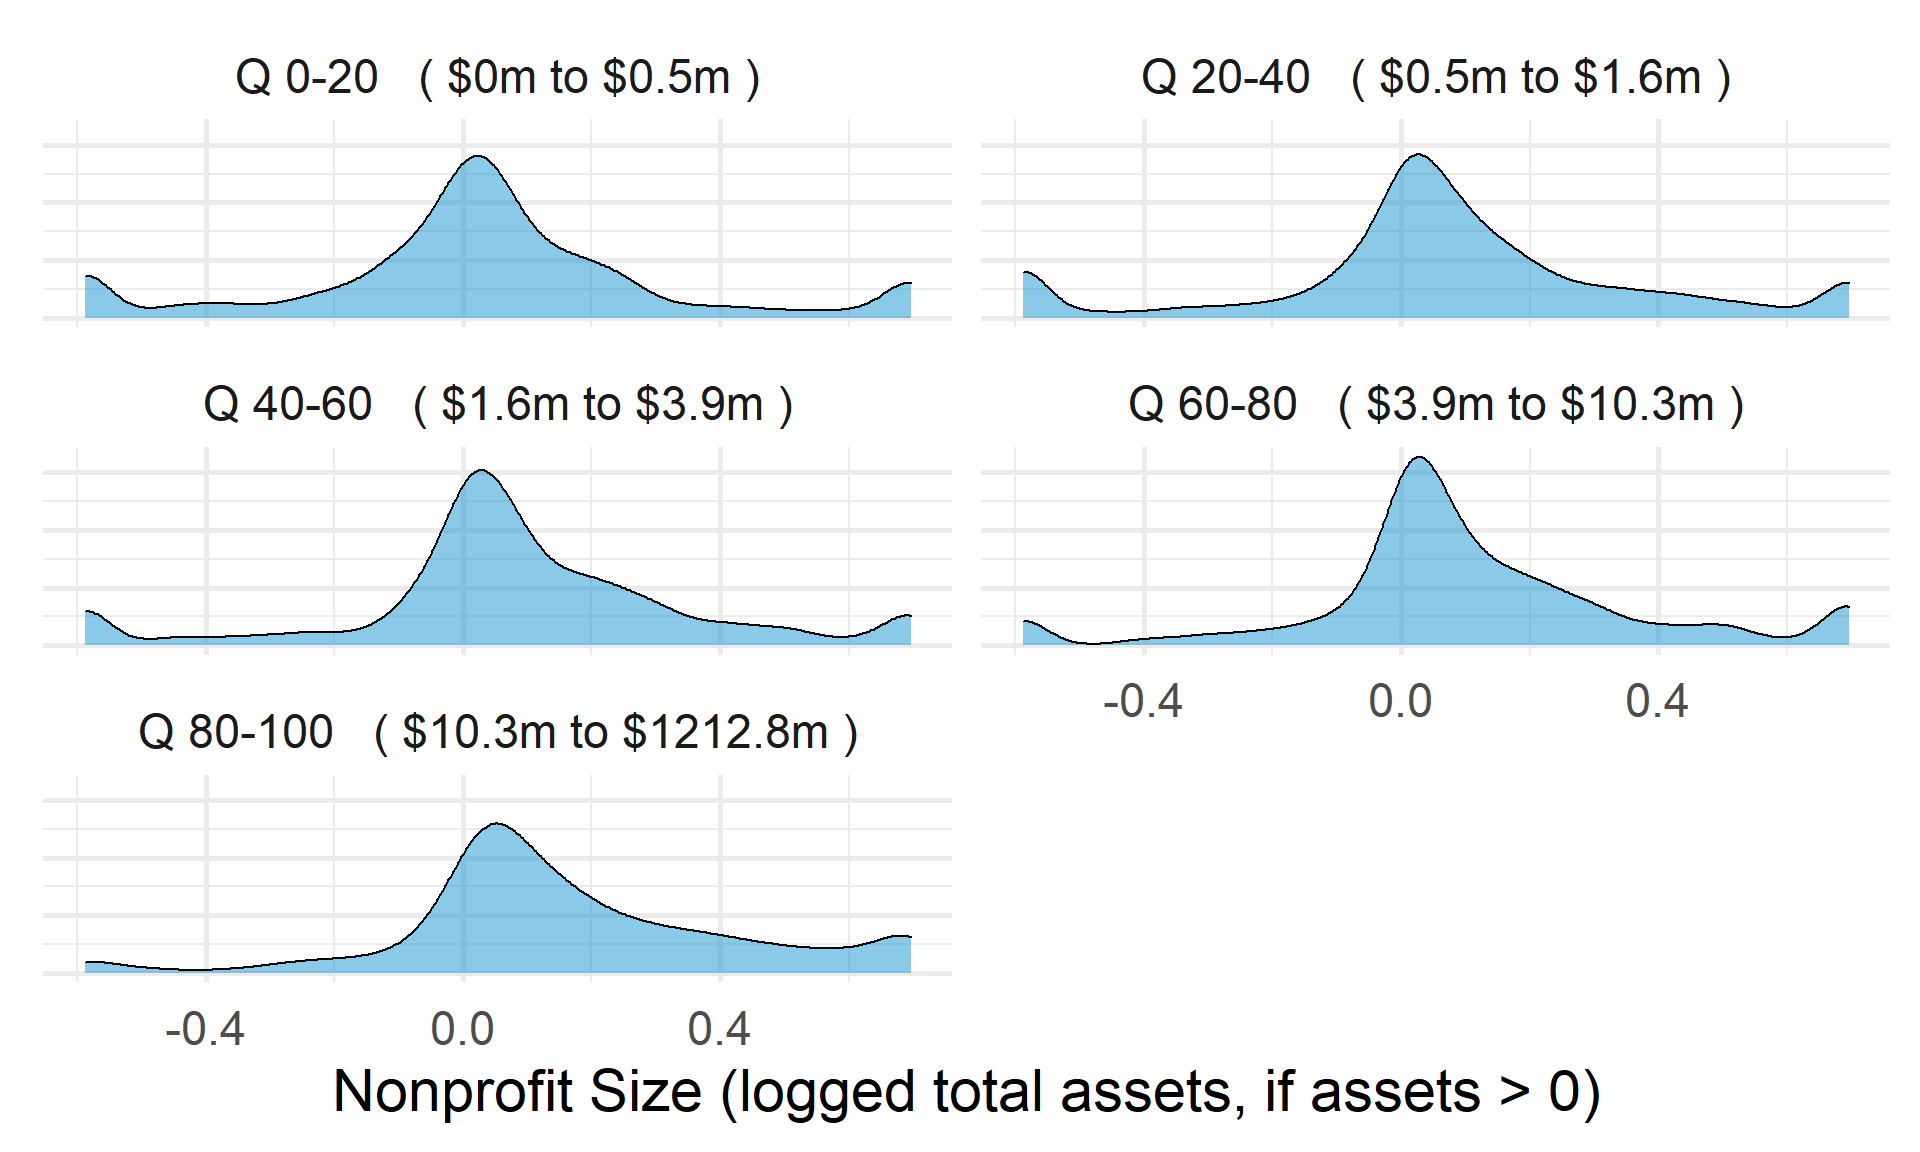 Q 0-20 ( $0m to $0.5m )
Q 20-40 ( $0.5m to $1.6m )
Q 40-60 ( $1.6m to $3.9m )
Q 60-80 ( $3.9m to $10.3m )
-0.4 0.0 0.4
Q 80-100 ( $10.3m to $1212.8m )
-0.4 0.0 0.4
Nonprofit Size (logged total assets, if assets > 0)